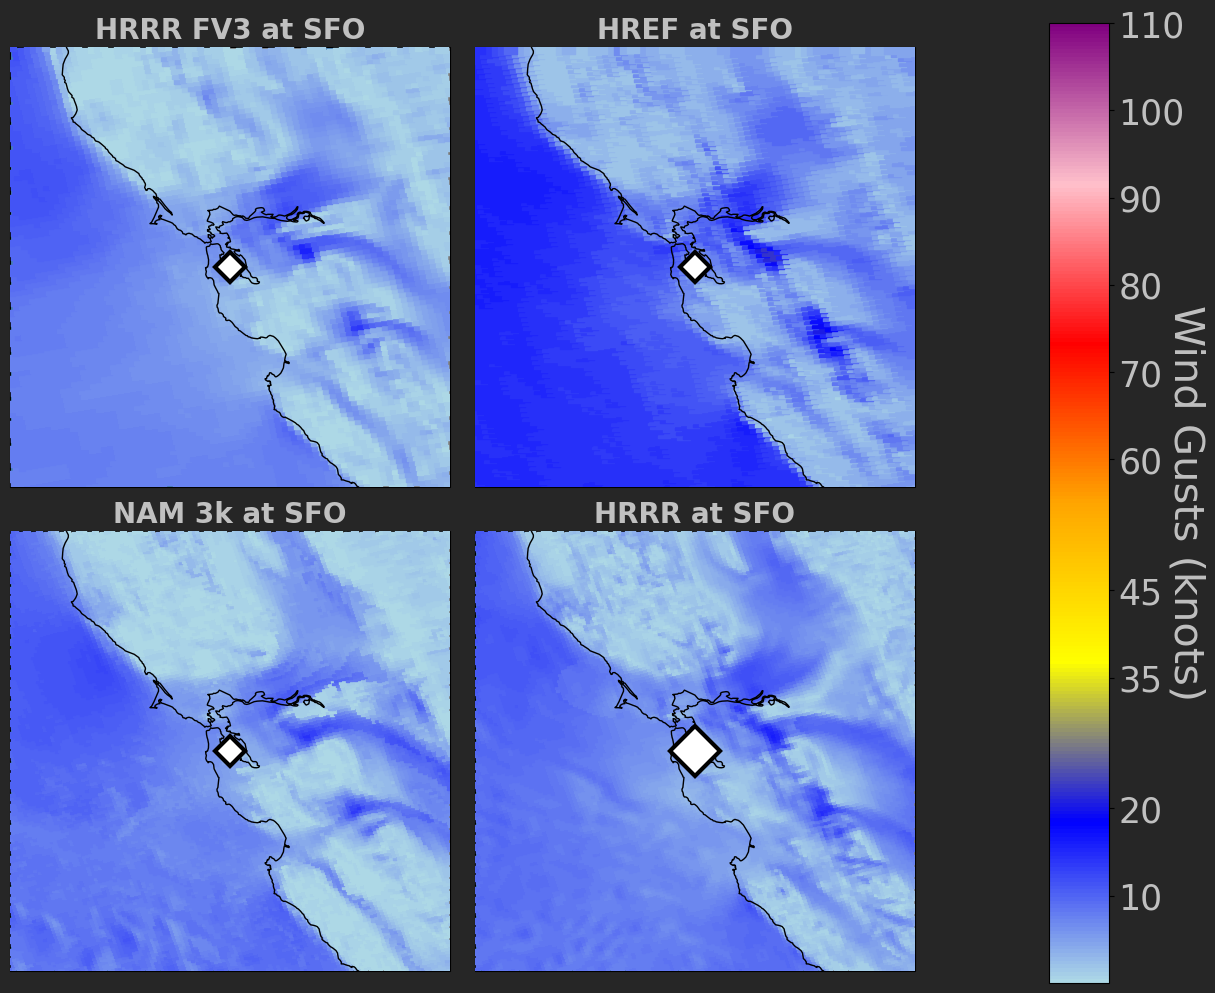 HRRR FV3 at SFO
HREF at SFO
NAM 3k at SFO
HRRR at SFO
110
100
90
80
70
60
45
35
20
10
Wind Gusts (knots)